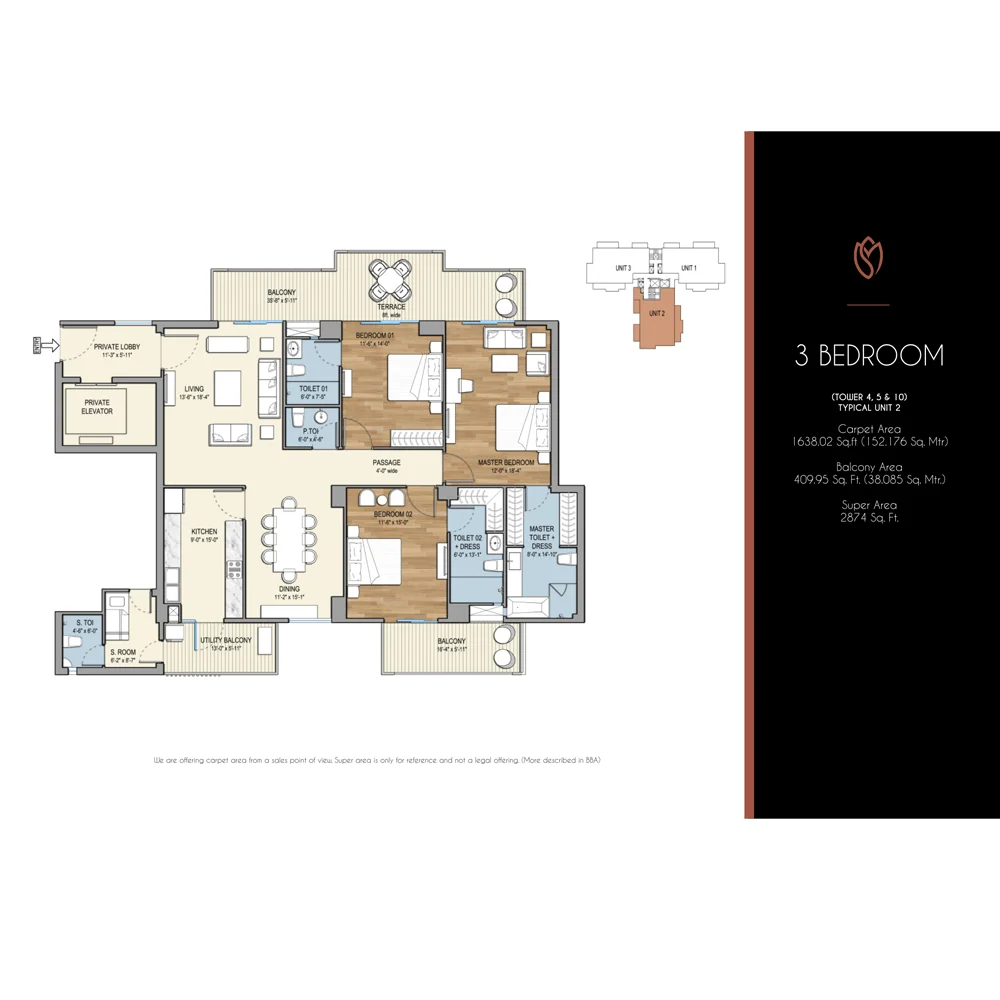 BALCONY
35'-8" x 5'-11"
TERRACE
8ft. wide
ENTRY
PRIVATE LOBBY
11'-3" x 5'-11"
PRIVATE
ELEVATOR
LIVING
13'-6" x 18'-4"
TOILET 01
6'-0" x 7'-5"
P.TOI
6'-0" x 4'-6"
BEDROOM 01
11'-6" x 14'-0"
MASTER BEDROOM
12'-8" x 18'-4"
PASSAGE
4'-0" wide
KITCHEN
9'-0" x 15'-0"
DINING
11'-2" x 15'-1"
BEDROOM 02
11'-6" x 15'-0"
TOILET 02
+ DRESS
6'-0" x 13'-1"
MASTER
TOILET +
DRESS
8'-0" x 14'-10"
S. TOI
4'-6" x 6'-0"
S. ROOM
6'-2" x 8'-7"
UTILITY BALCONY
13'-0" x 5'-11"
BALCONY
16'-4" x 5'-11"
UNIT 3
UNIT 1
UNIT 2
3 BEDROOM
(TOWER 4, 5 & 10)
TYPICAL UNIT 2
Carpet Area
1638.02 Sq.ft (152.176 Sq. Mtr)
Balcony Area
409.95 Sq. Ft. (38.085 Sq. Mtr.)
Super Area
2874 Sq. Ft.
We are offering carpet area from a sales point of view. Super area is only for reference and not a legal offering. (More described in BBA)